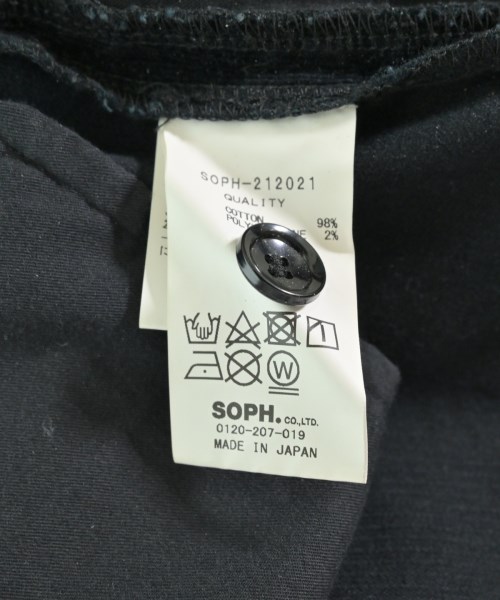 SOPH-212021
QUALITY
COTTON 98%
2%
W
SOPH. CO.,LTD.
0120-207-019
MADE IN JAPAN